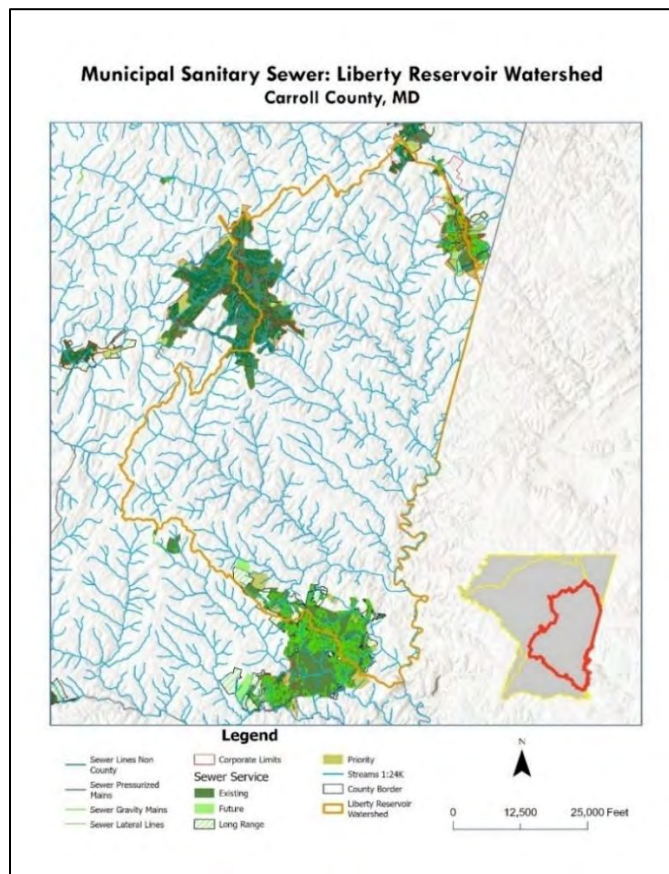 Municipal Sanitary Sewer: Liberty Reservoir Watershed
Carroll County, MD
Legend
Sewer Lines Non
County
Sewer Pressurized
Mains
Sewer Gravity Mains
Sewer Lateral Lines
Corporate Limits
Sewer Service
Existing
Future
Long Range
Priority
Streams 1:24K
County Border
Liberty Reservoir
Watershed
N
0 12,500 25,000 Feet